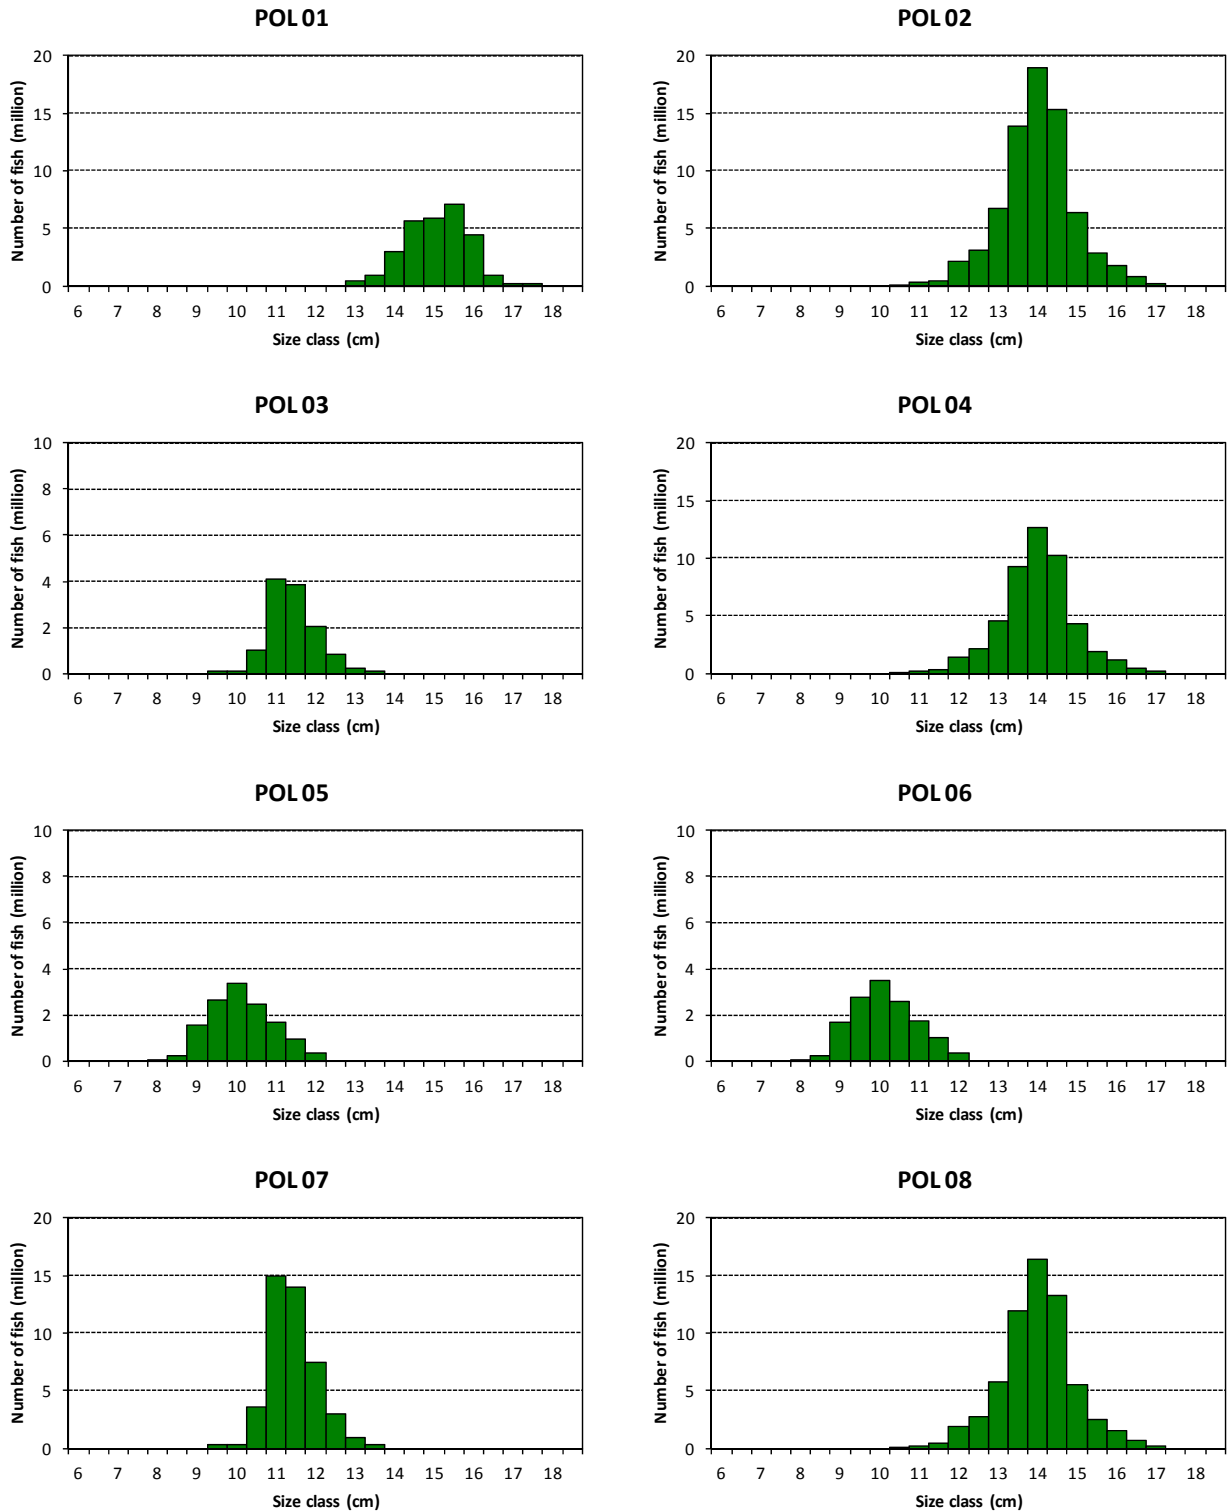 POL 01
Number of fish (million)
20
15
10
5
0
6 7 8 9 10 11 12 13 14 15 16 17 18
Size class (cm)
POL 02
Number of fish (million)
20
15
10
5
0
6 7 8 9 10 11 12 13 14 15 16 17 18
Size class (cm)
POL 03
Number of fish (million)
10
8
6
4
2
0
6 7 8 9 10 11 12 13 14 15 16 17 18
Size class (cm)
POL 04
Number of fish (million)
20
15
10
5
0
6 7 8 9 10 11 12 13 14 15 16 17 18
Size class (cm)
POL 05
Number of fish (million)
10
8
6
4
2
0
6 7 8 9 10 11 12 13 14 15 16 17 18
Size class (cm)
POL 06
Number of fish (million)
10
8
6
4
2
0
6 7 8 9 10 11 12 13 14 15 16 17 18
Size class (cm)
POL 07
Number of fish (million)
20
15
10
5
0
6 7 8 9 10 11 12 13 14 15 16 17 18
Size class (cm)
POL 08
Number of fish (million)
20
15
10
5
0
6 7 8 9 10 11 12 13 14 15 16 17 18
Size class (cm)